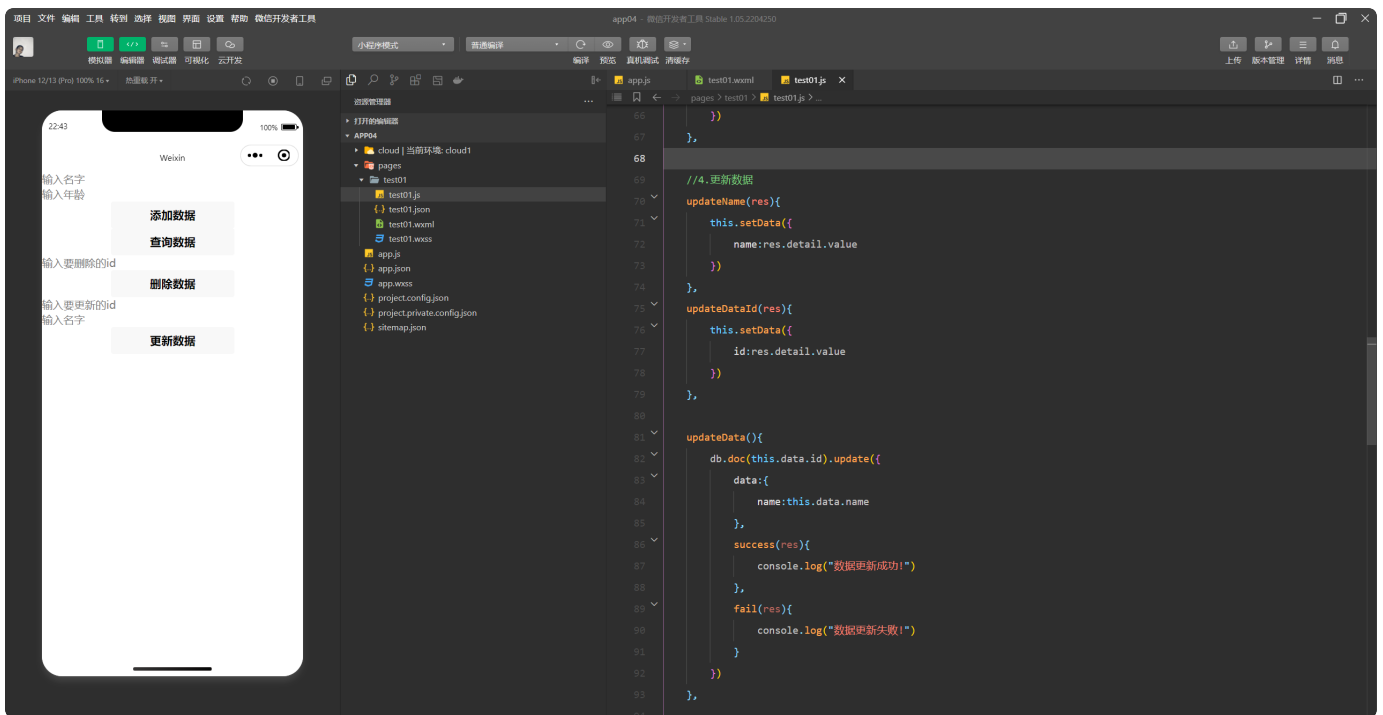 项目 文件 编辑 工具 转到 选择 视图 界面 设置 帮助 微信开发者工具
app04 - 微信开发者工具 Stable 1.05.2204250
模拟器 编辑器 调试器 可视化 云开发
小程序模式 普通编译
编译 预览 真机调试 清缓存
上传 版本管理 详情 消息
iPhone 12/13 (Pro) 100% 16 热重载 开
22:43 100%
Weixin
输入名字
输入年龄
添加数据
查询数据
输入要删除的id
删除数据
输入要更新的id
输入名字
更新数据
资源管理器
打开的编辑器
APP04
cloud | 当前环境: cloud1
pages
test01
test01.js
test01.json
test01.wxml
test01.wxss
app.js
app.json
app.wxss
project.config.json
project.private.config.json
sitemap.json
app.js test01.wxml test01.js
pages > test01 > test01.js > ...
66 })
67 },
68
69 //4.更新数据
70 updateName(res){
71 this.setData({
72 name:res.detail.value
73 })
74 },
75 updateDataId(res){
76 this.setData({
77 id:res.detail.value
78 })
79 },
80
81 updateData(){
82 db.doc(this.data.id).update({
83 data:{
84 name:this.data.name
85 },
86 success(res){
87 console.log("数据更新成功!")
88 },
89 fail(res){
90 console.log("数据更新失败!")
91 }
92 })
93 },